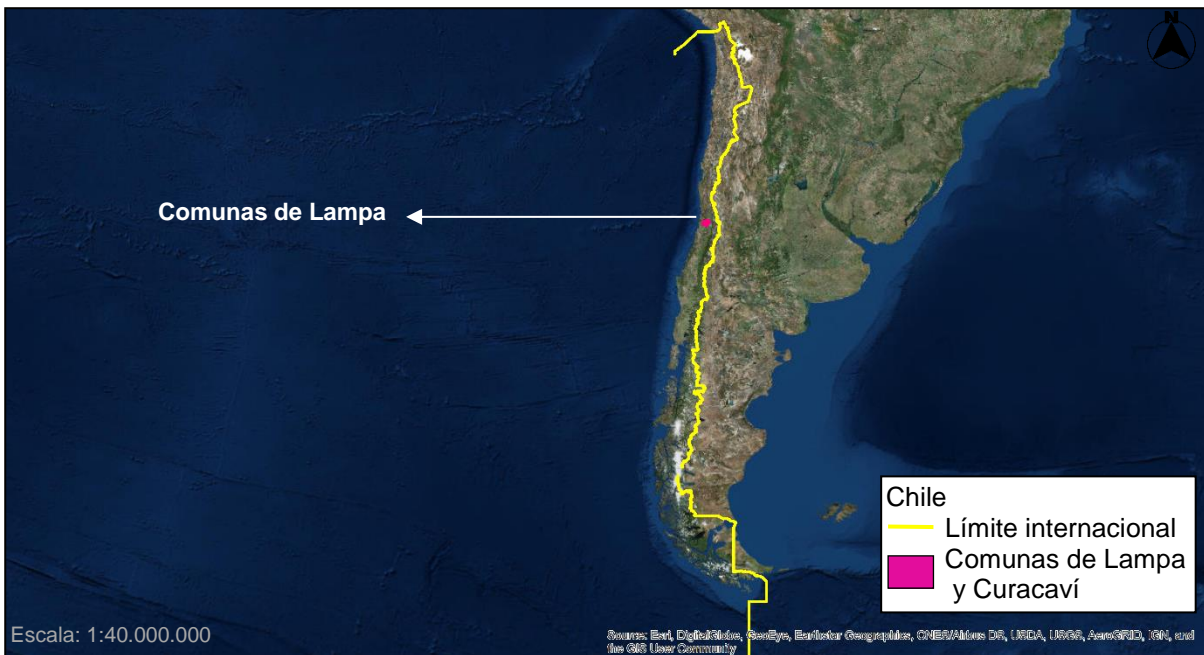 N
Comunas de Lampa
Chile
Límite internacional
Comunas de Lampa
y Curacaví
Escala: 1:40.000.000
Source: Esri, DigitalGlobe, GeoEye, Earthstar Geographics, CNES/Airbus DS, USDA, USGS, AeroGRID, IGN, and
the GIS User Community